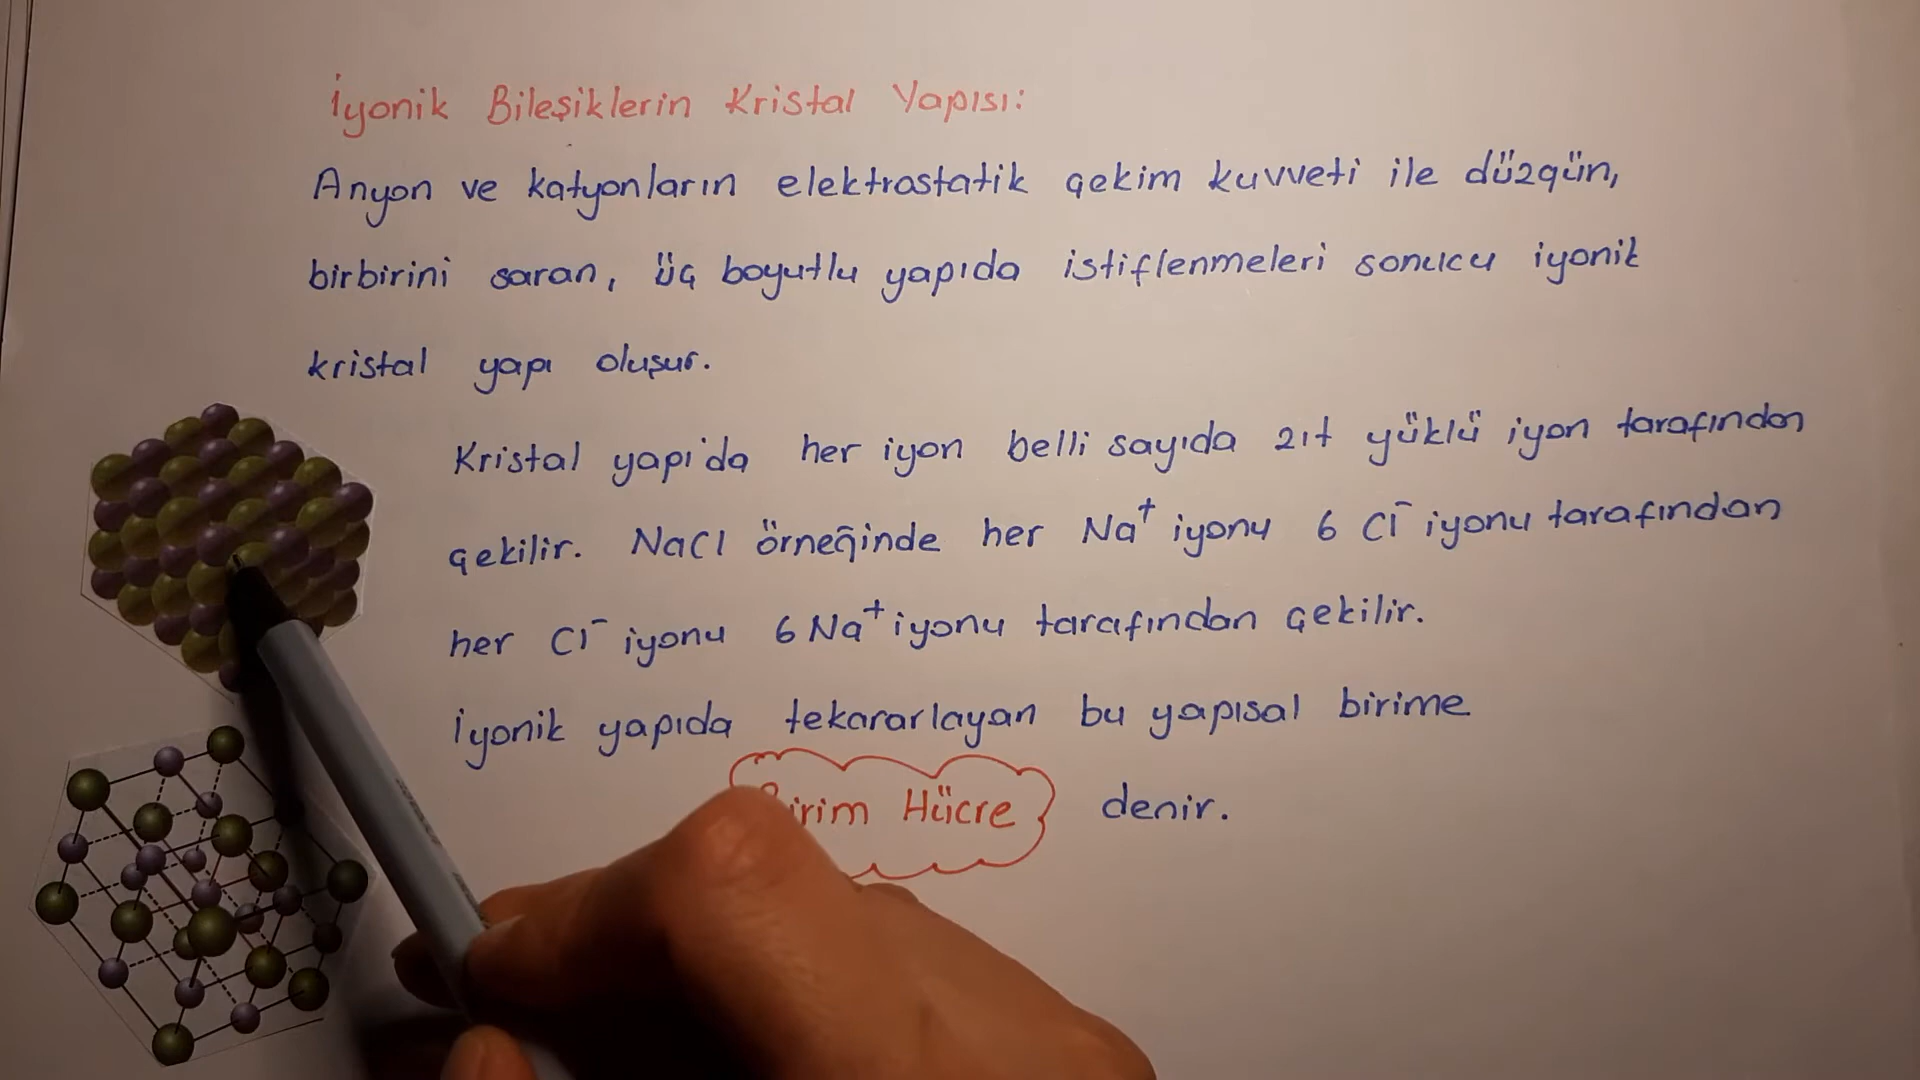 İyonik Bileşiklerin Kristal Yapısı:
Anyon ve katyonların elektrostatik çekim kuvveti ile düzgün,
birbirini saran, üç boyutlu yapıda istiflenmeleri sonucu iyonik
kristal yapı oluşur.
Kristal yapı'da her iyon belli sayıda zıt yüklü iyon tarafından
çekilir. NaCl örneğinde her Na⁺ iyonu 6 Cl⁻ iyonu tarafından
her Cl⁻ iyonu 6 Na⁺ iyonu tarafından çekilir.
İyonik yapıda tekararlayan bu yapısal birime
Birim Hücre denir.